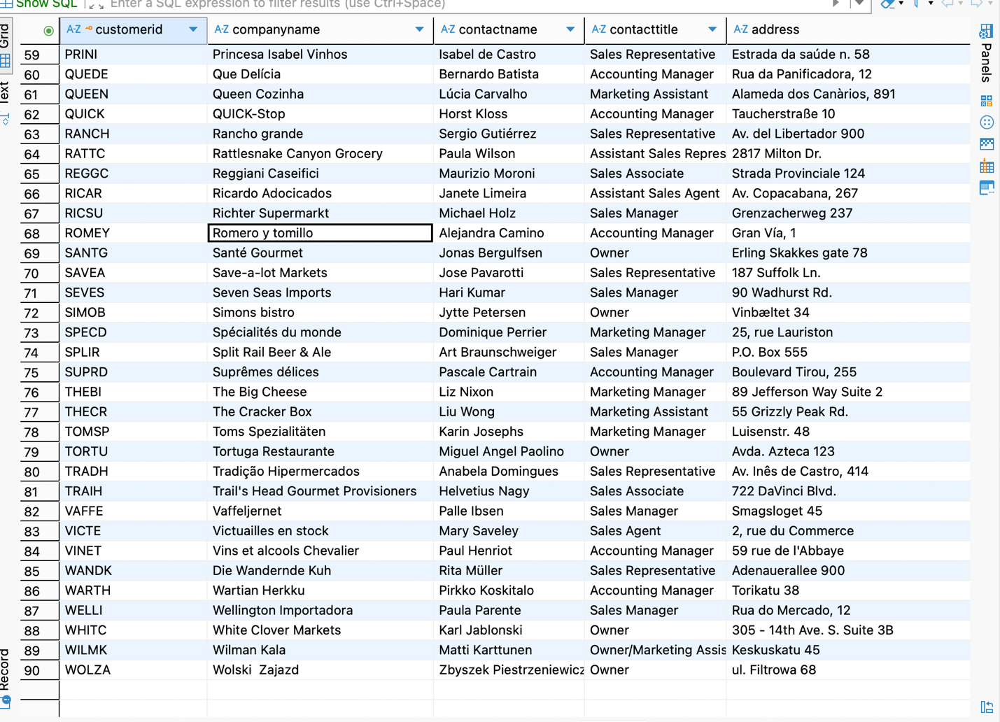 Show SQL Enter a SQL expression to filter results (use Ctrl+Space)
Grid
Text
Record
Panels
A-Z customerid A-Z companyname A-Z contactname A-Z contacttitle A-Z address
59 PRINI Princesa Isabel Vinhos Isabel de Castro Sales Representative Estrada da saúde n. 58
60 QUEDE Que Delícia Bernardo Batista Accounting Manager Rua da Panificadora, 12
61 QUEEN Queen Cozinha Lúcia Carvalho Marketing Assistant Alameda dos Canàrios, 891
62 QUICK QUICK-Stop Horst Kloss Accounting Manager Taucherstraße 10
63 RANCH Rancho grande Sergio Gutiérrez Sales Representative Av. del Libertador 900
64 RATTC Rattlesnake Canyon Grocery Paula Wilson Assistant Sales Repres 2817 Milton Dr.
65 REGGC Reggiani Caseifici Maurizio Moroni Sales Associate Strada Provinciale 124
66 RICAR Ricardo Adocicados Janete Limeira Assistant Sales Agent Av. Copacabana, 267
67 RICSU Richter Supermarkt Michael Holz Sales Manager Grenzacherweg 237
68 ROMEY Romero y tomillo Alejandra Camino Accounting Manager Gran Vía, 1
69 SANTG Santé Gourmet Jonas Bergulfsen Owner Erling Skakkes gate 78
70 SAVEA Save-a-lot Markets Jose Pavarotti Sales Representative 187 Suffolk Ln.
71 SEVES Seven Seas Imports Hari Kumar Sales Manager 90 Wadhurst Rd.
72 SIMOB Simons bistro Jytte Petersen Owner Vinbæltet 34
73 SPECD Spécialités du monde Dominique Perrier Marketing Manager 25, rue Lauriston
74 SPLIR Split Rail Beer & Ale Art Braunschweiger Sales Manager P.O. Box 555
75 SUPRD Suprêmes délices Pascale Cartrain Accounting Manager Boulevard Tirou, 255
76 THEBI The Big Cheese Liz Nixon Marketing Manager 89 Jefferson Way Suite 2
77 THECR The Cracker Box Liu Wong Marketing Assistant 55 Grizzly Peak Rd.
78 TOMSP Toms Spezialitäten Karin Josephs Marketing Manager Luisenstr. 48
79 TORTU Tortuga Restaurante Miguel Angel Paolino Owner Avda. Azteca 123
80 TRADH Tradição Hipermercados Anabela Domingues Sales Representative Av. Inês de Castro, 414
81 TRAIH Trail's Head Gourmet Provisioners Helvetius Nagy Sales Associate 722 DaVinci Blvd.
82 VAFFE Vaffeljernet Palle Ibsen Sales Manager Smagsloget 45
83 VICTE Victuailles en stock Mary Saveley Sales Agent 2, rue du Commerce
84 VINET Vins et alcools Chevalier Paul Henriot Accounting Manager 59 rue de l'Abbaye
85 WANDK Die Wandernde Kuh Rita Müller Sales Representative Adenauerallee 900
86 WARTH Wartian Herkku Pirkko Koskitalo Accounting Manager Torikatu 38
87 WELLI Wellington Importadora Paula Parente Sales Manager Rua do Mercado, 12
88 WHITC White Clover Markets Karl Jablonski Owner 305 - 14th Ave. S. Suite 3B
89 WILMK Wilman Kala Matti Karttunen Owner/Marketing Assis Keskuskatu 45
90 WOLZA Wolski  Zajazd Zbyszek Piestrzeniewicz Owner ul. Filtrowa 68